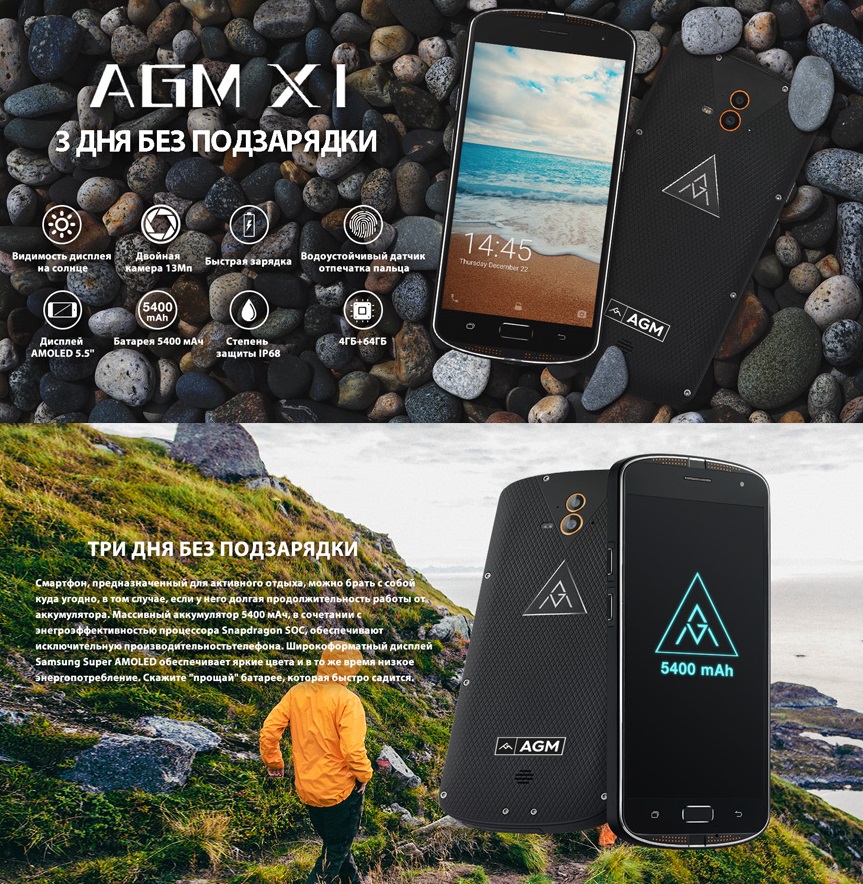 AGM X1
3 ДНЯ БЕЗ ПОДЗАРЯДКИ
Видимость дисплея
на солнце
Двойная
камера 13Мп
Быстрая зарядка
Водоустойчивый датчик
отпечатка пальца
5400
mAh
Дисплей
AMOLED 5.5"
Батарея 5400 мАч
Степень
защиты IP68
4ГБ+64ГБ
14:45
Thursday December 22
AGM
ТРИ ДНЯ БЕЗ ПОДЗАРЯДКИ
Смартфон, предназначенный для активного отдыха, можно брать с собой
куда угодно, в том случае, если у него долгая продолжительность работы от
аккумулятора. Массивный аккумулятор 5400 мАч, в сочетании с
энегроэффективностью процессора Snapdragon SOC, обеспечивают
исключительную производительностьтелефона. Широкоформатный дисплей
Samsung Super AMOLED обеспечивает яркие цвета и в то же время низкое
энергопотребление. Скажите "прощай" батарее, которая быстро садится.
5400 mAh
AGM